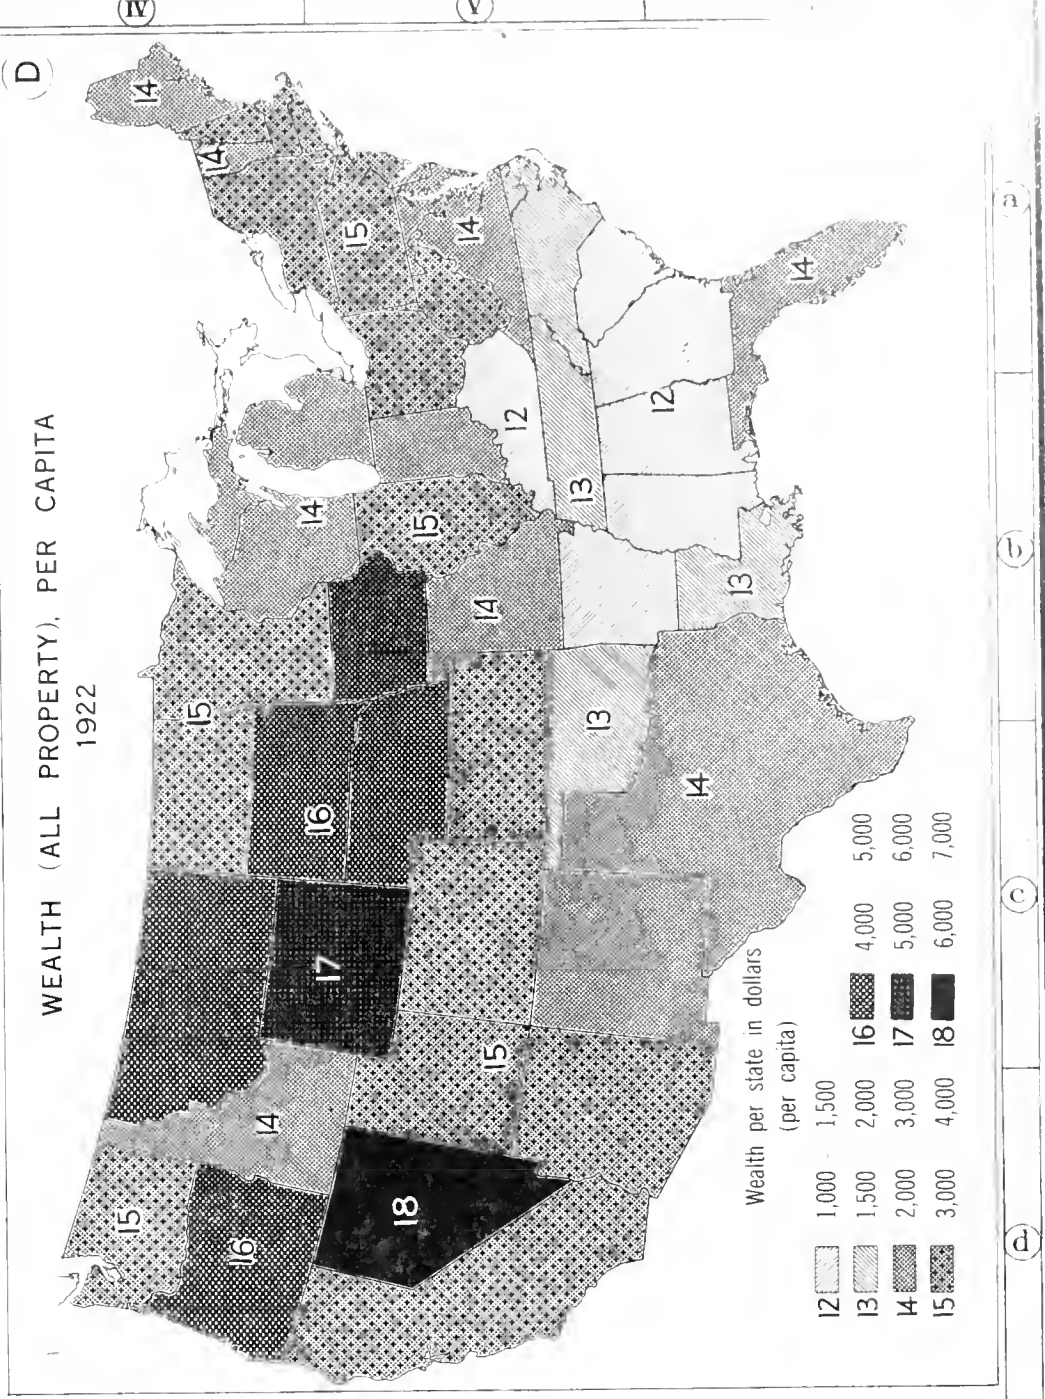 IV
V
D
WEALTH (ALL PROPERTY), PER CAPITA
1922
15
16
18
14
17
16
15
15
14
15
14
14
15
14
14
14
13
14
13
12
13
12
14
Wealth per state in dollars
(per capita)
12 1,000 1,500
13 1,500 2,000
14 2,000 3,000
15 3,000 4,000
16 4,000 5,000
17 5,000 6,000
18 6,000 7,000
a
b
c
d